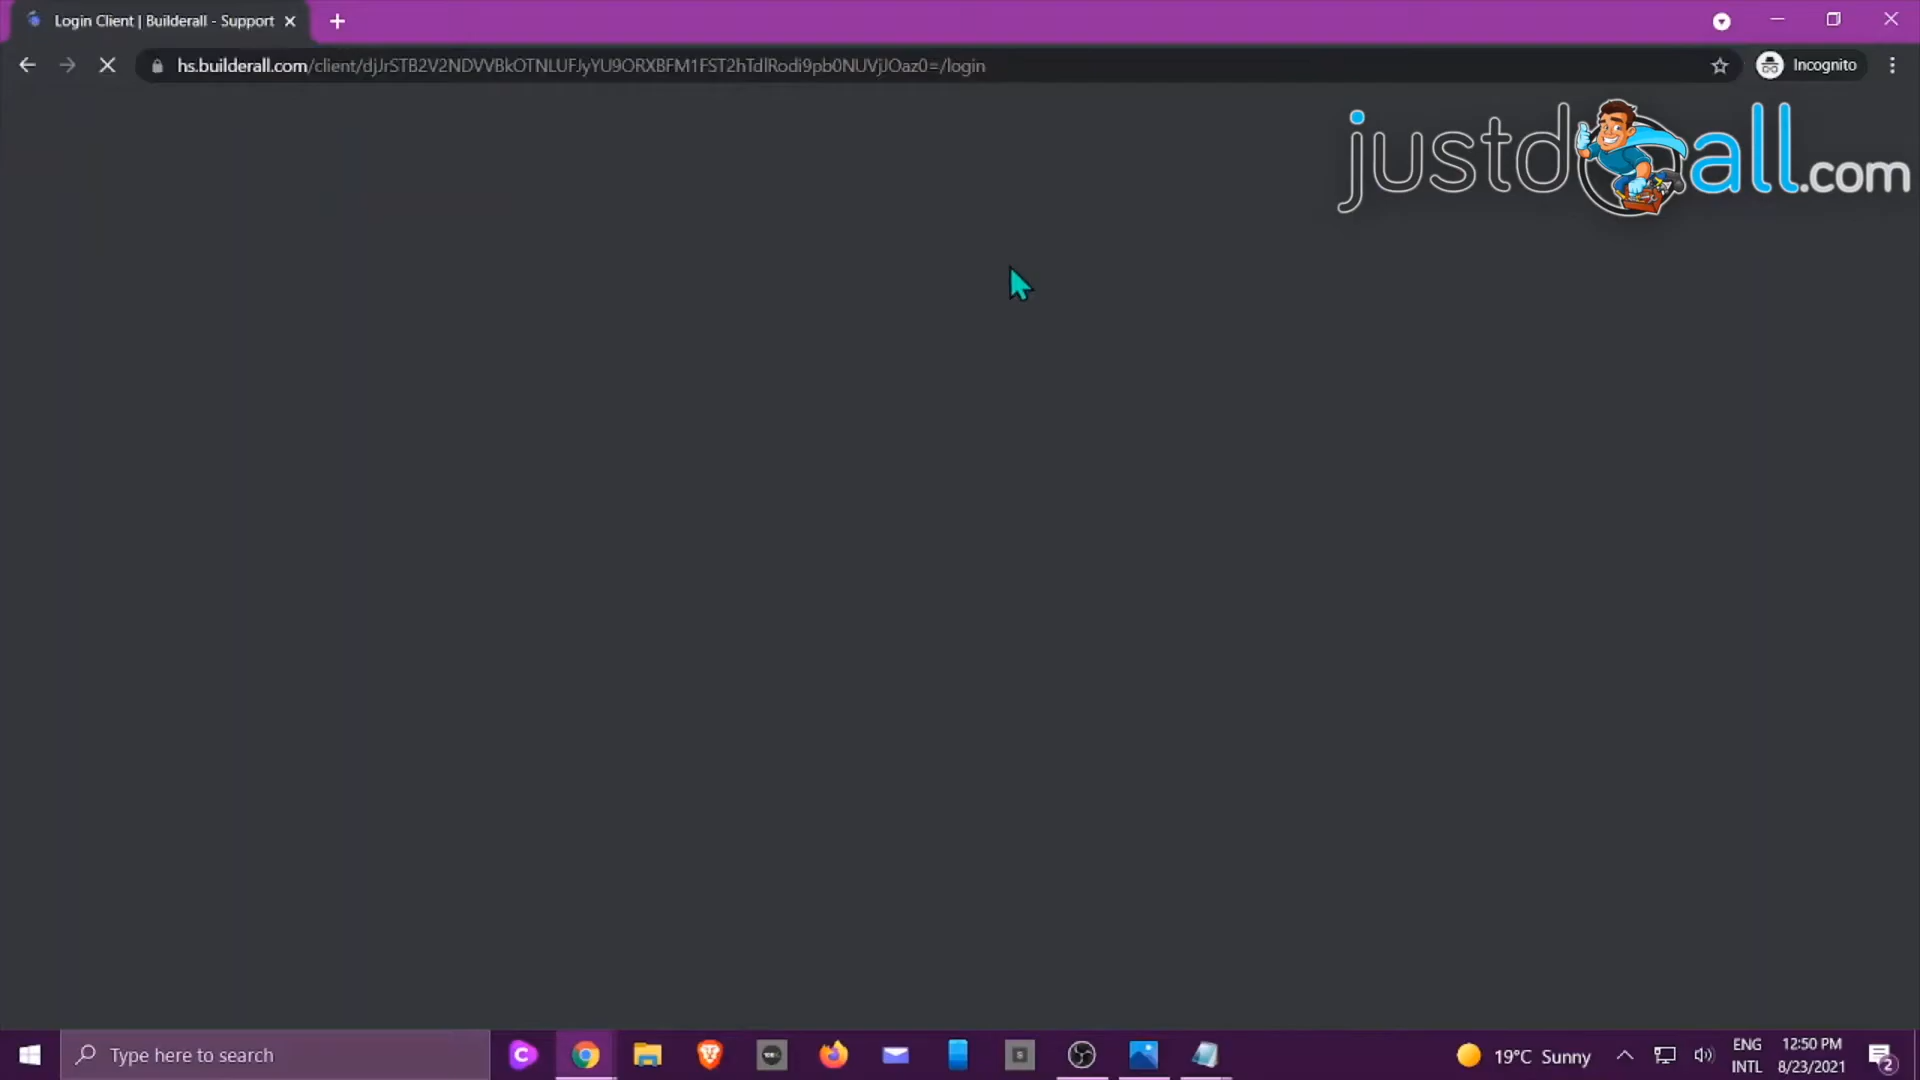 Login Client | Builderall - Support
hs.builderall.com/client/djJrSTB2V2NDVVBkOTNLUFJyYU9ORXBFM1FST2hTdlRodi9pb0NUVjJOaz0=/login
Incognito
justdoall.com
Type here to search
19°C Sunny
ENG
INTL
12:50 PM
8/23/2021
2